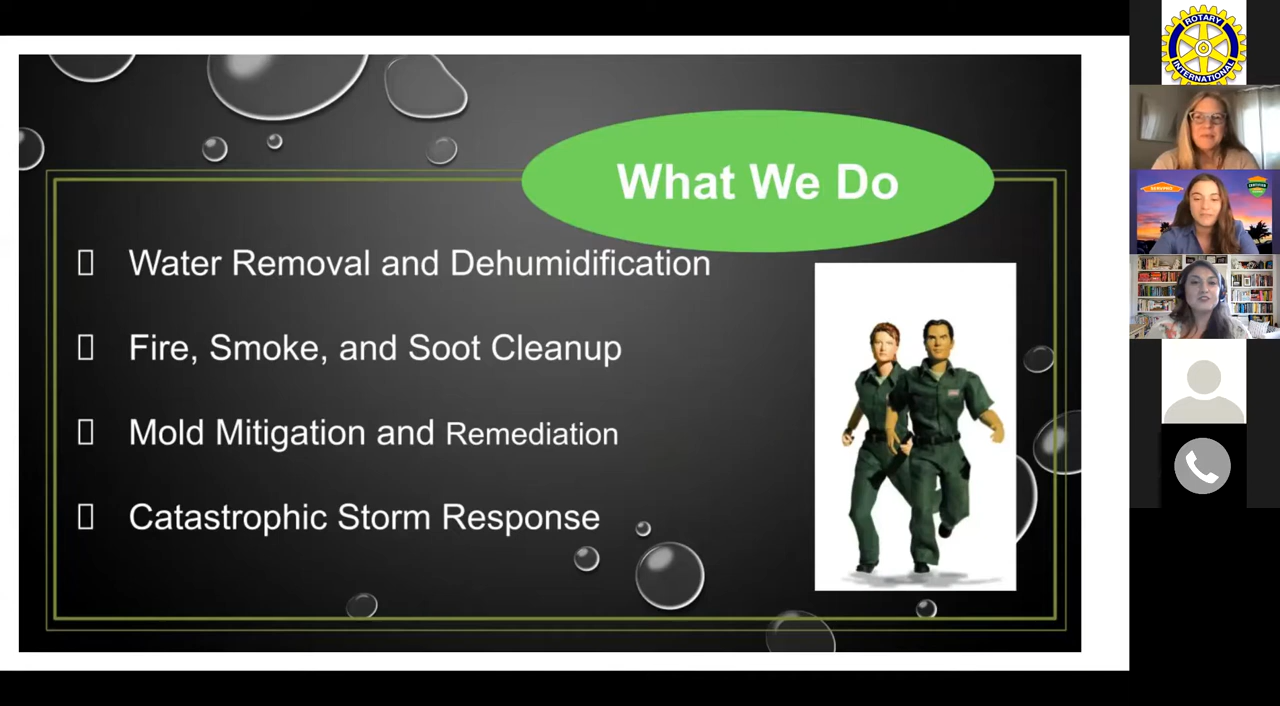 What We Do
Water Removal and Dehumidification
Fire, Smoke, and Soot Cleanup
Mold Mitigation and Remediation
Catastrophic Storm Response
ROTARY
INTERNATIONAL
SERVPRO